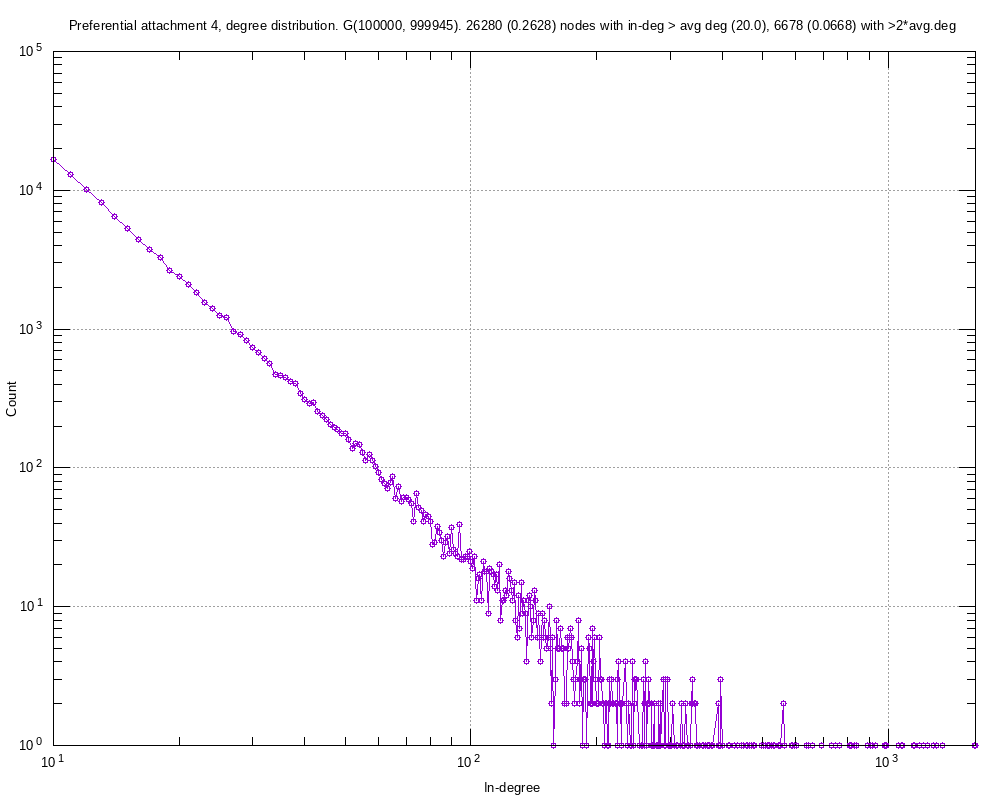 Preferential attachment 4, degree distribution. G(100000, 999945). 26280 (0.2628) nodes with in-deg > avg deg (20.0), 6678 (0.0668) with >2*avg.deg
10^5
10^4
10^3
10^2
10^1
10^0
Count
10^1 10^2 10^3
In-degree